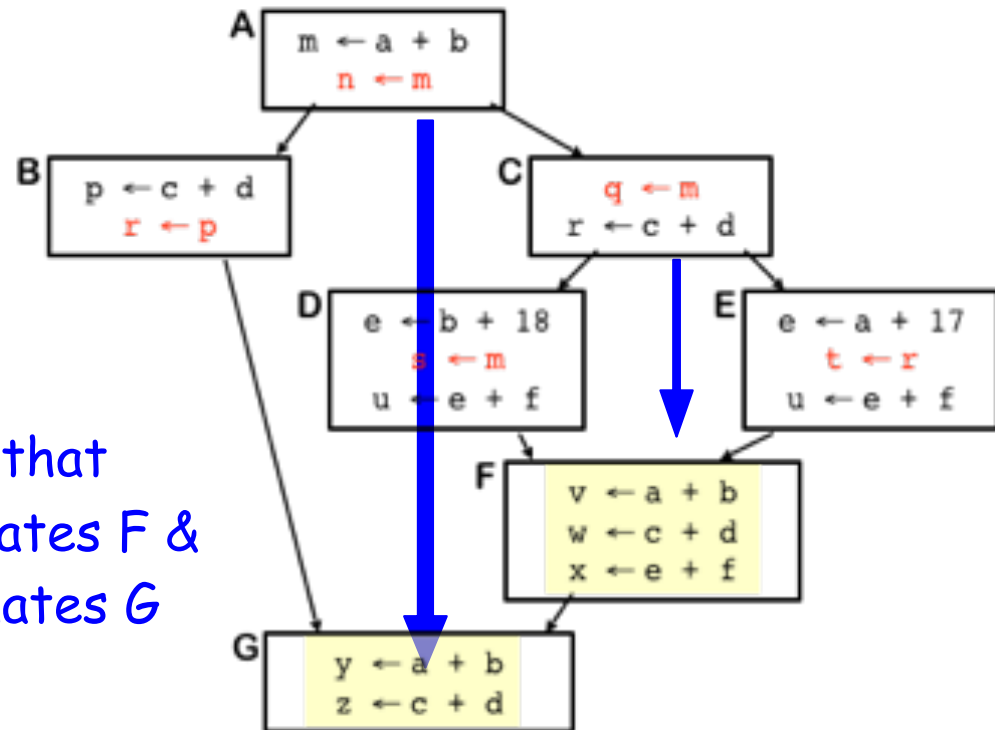 A
m ← a + b
n ← m
B
p ← c + d
r ← p
C
q ← m
r ← c + d
D
e ← b + 18
s ← m
u ← e + f
E
e ← a + 17
t ← r
u ← e + f
that
ates F &
ates G
F
v ← a + b
w ← c + d
x ← e + f
G
y ← a + b
z ← c + d